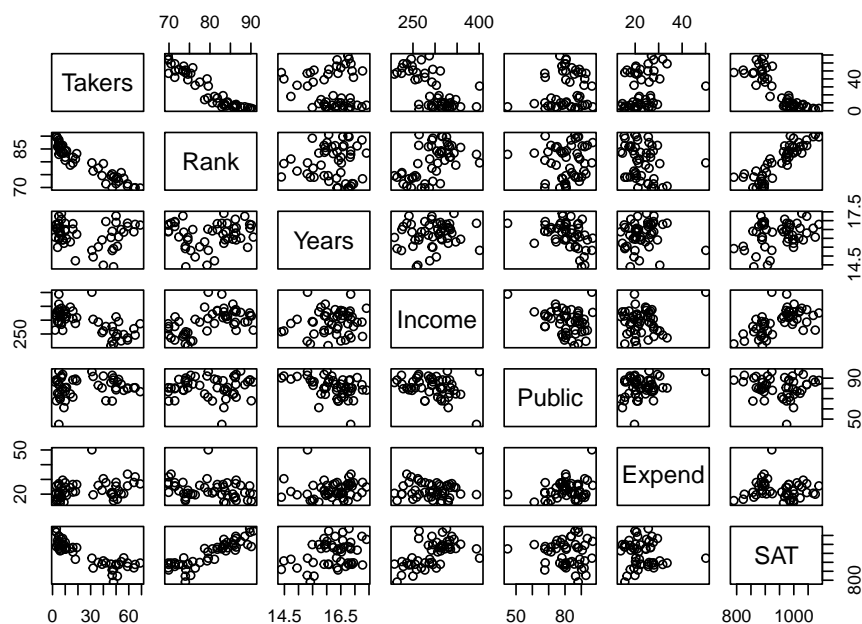 70 80 90 250 400 20 40
Takers 0 40
Rank 70 85
Years 14.5 17.5
250 Income
Public 50 90
20 50 Expend
SAT 800
0 30 60 14.5 16.5 50 80 800 1000